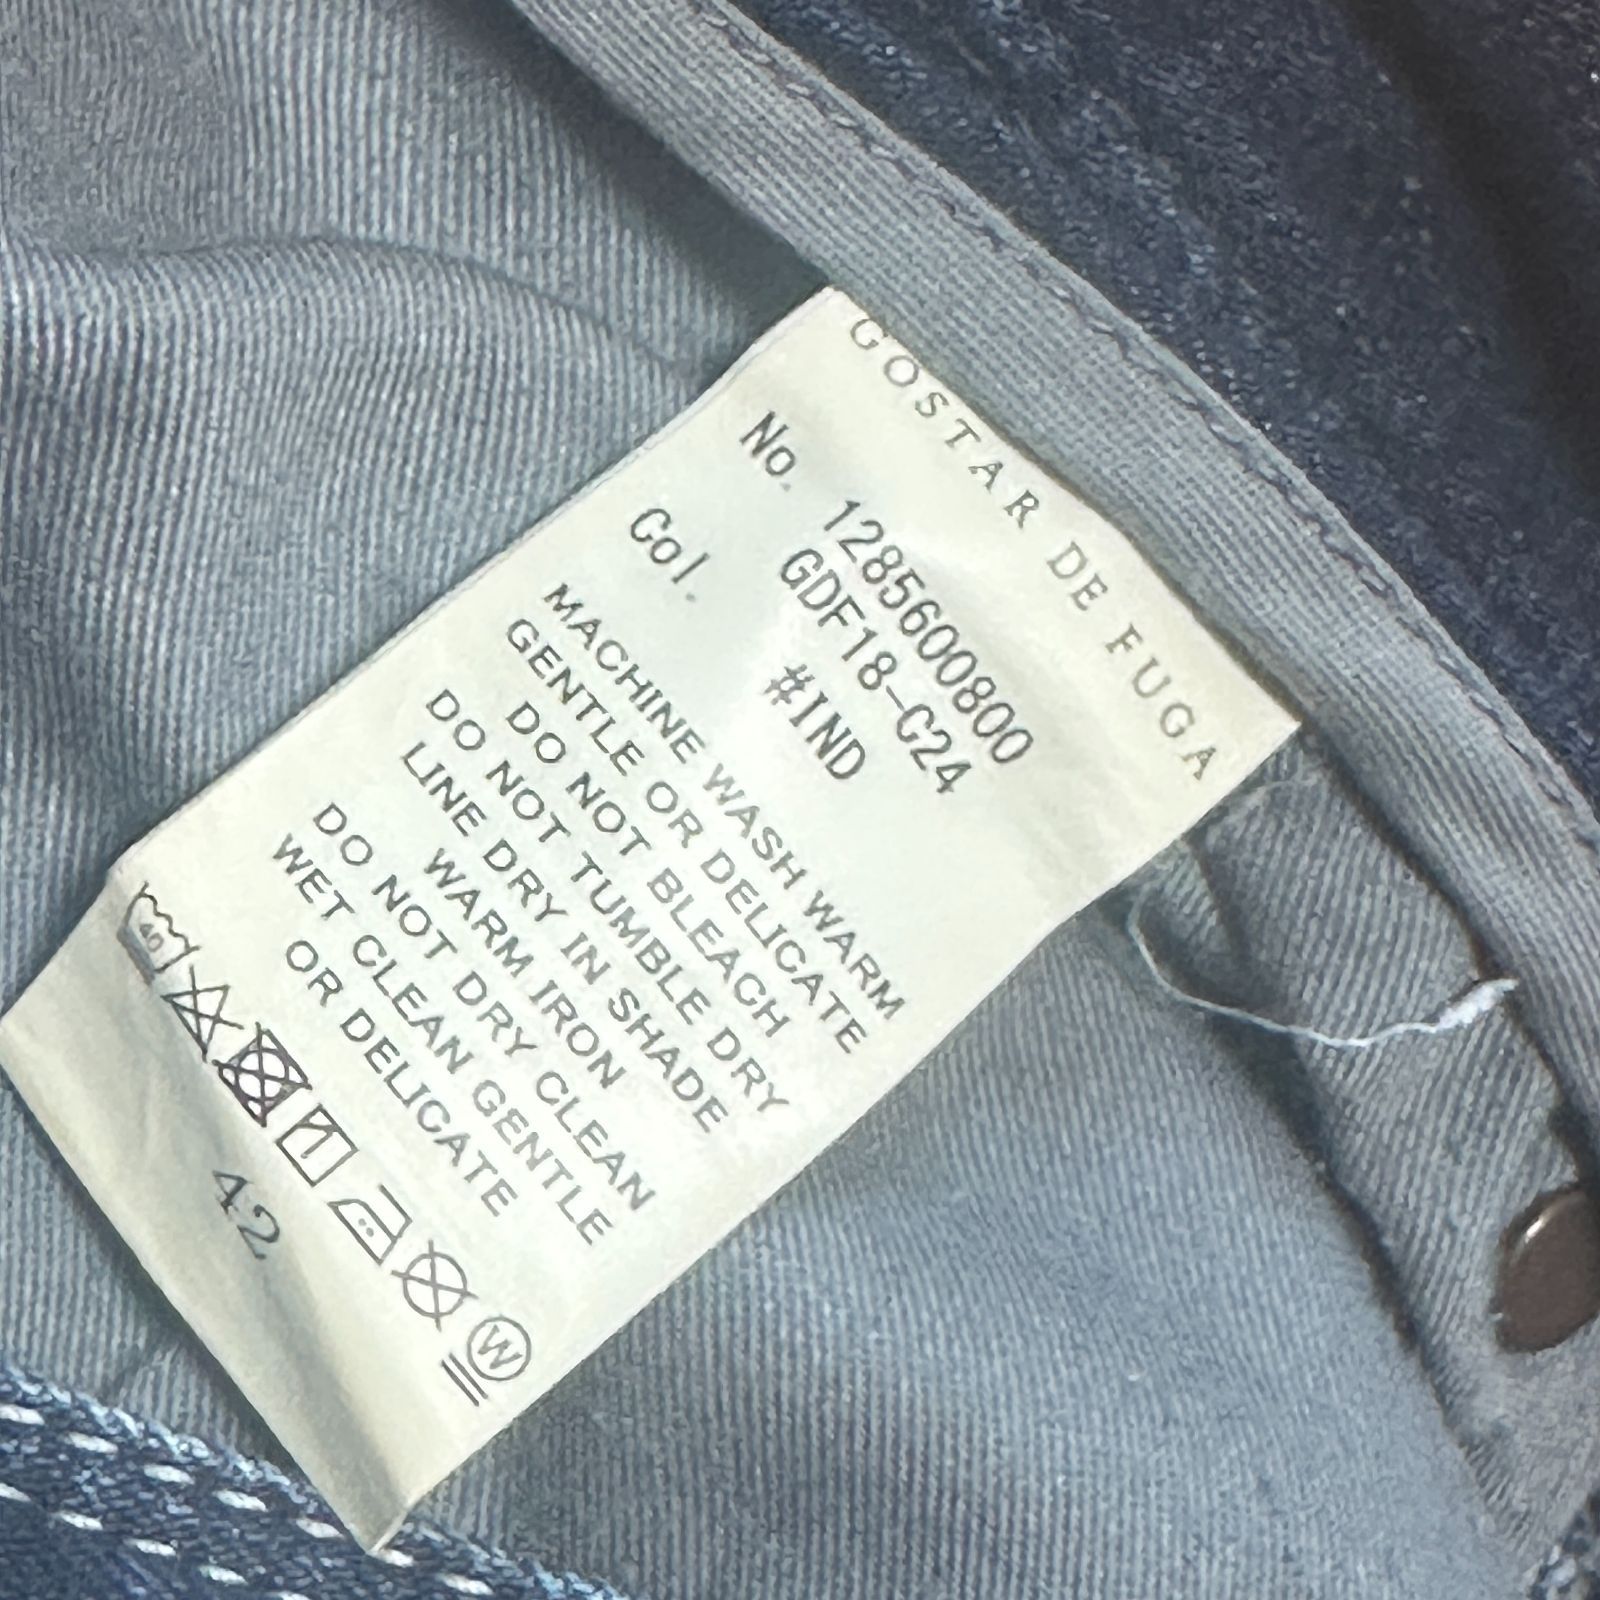 GOSTAR DE FUGA
No. 1285600800
GDF18-C24
Col. #IND
MACHINE WASH WARM
GENTLE OR DELICATE
DO NOT BLEACH
DO NOT TUMBLE DRY
LINE DRY IN SHADE
WARM IRON
DO NOT DRY CLEAN
WET CLEAN GENTLE
OR DELICATE
40
W
42